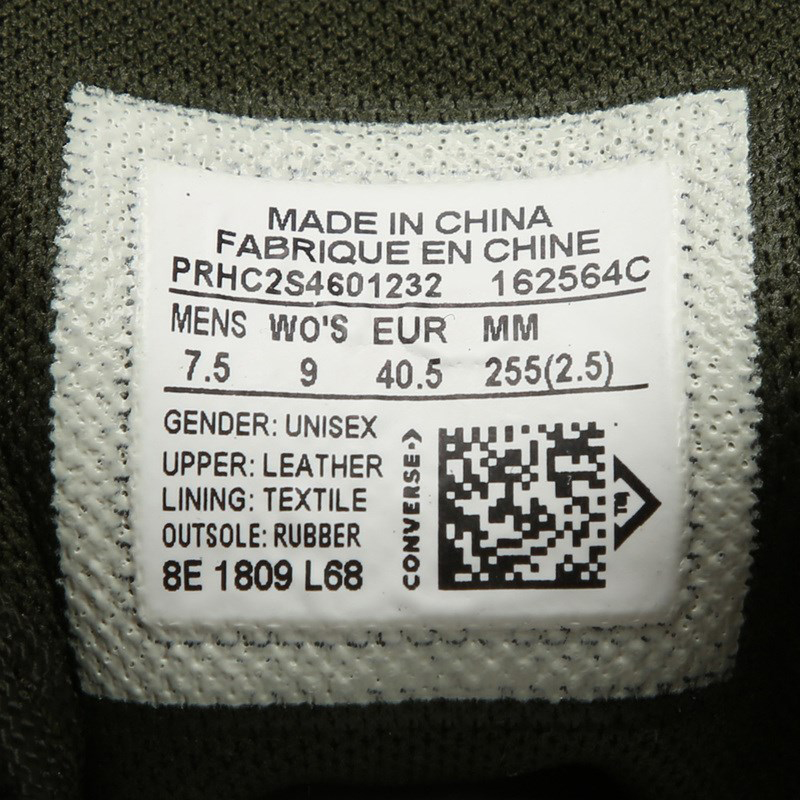 MADE IN CHINA
FABRIQUE EN CHINE
PRHC2S4601232 162564C
MENS WO'S EUR MM
7.5 9 40.5 255(2.5)
GENDER: UNISEX
UPPER: LEATHER
LINING: TEXTILE
OUTSOLE: RUBBER
8E 1809 L68
CONVERSE
TM